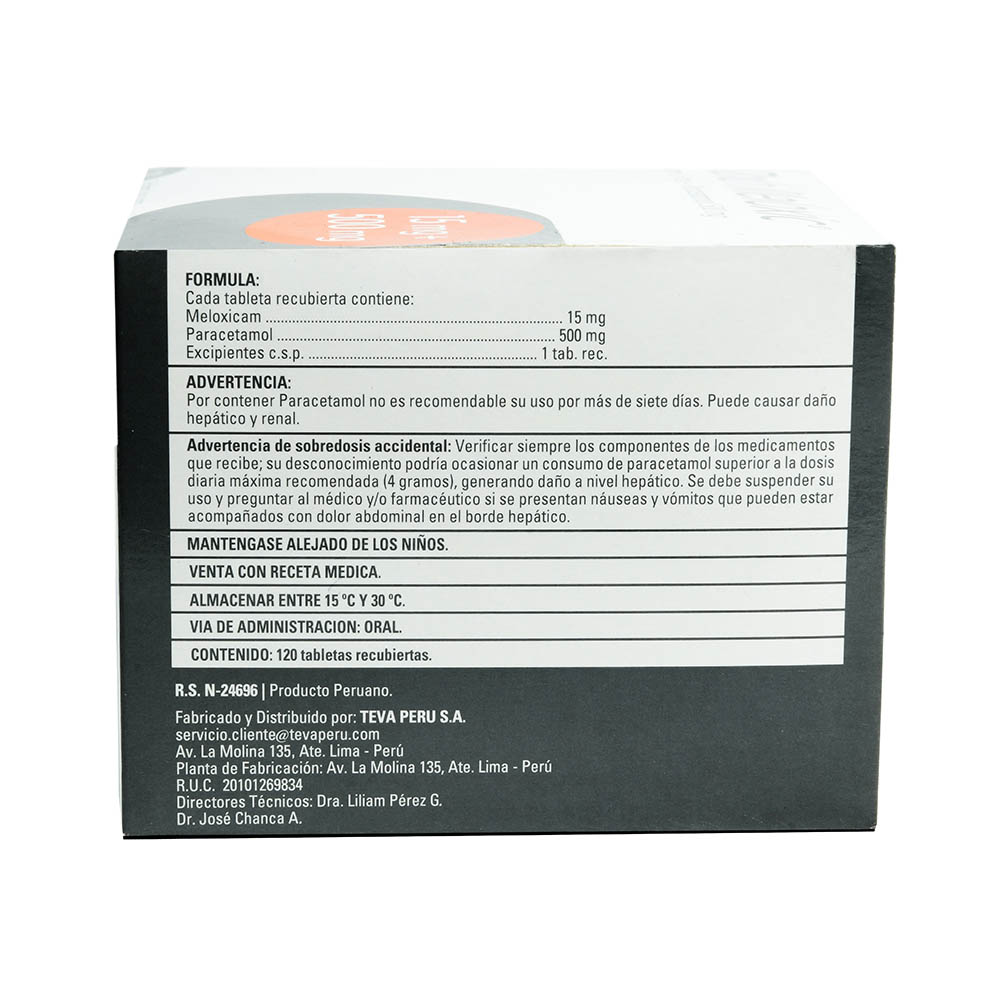 15 mg+
500 mg
FORMULA:
Cada tableta recubierta contiene:
Meloxicam ........................................................................ 15 mg
Paracetamol .................................................................... 500 mg
Excipientes c.s.p. ........................................................ 1 tab. rec.
ADVERTENCIA:
Por contener Paracetamol no es recomendable su uso por más de siete días. Puede causar daño
hepático y renal.
Advertencia de sobredosis accidental: Verificar siempre los componentes de los medicamentos
que recibe; su desconocimiento podría ocasionar un consumo de paracetamol superior a la dosis
diaria máxima recomendada (4 gramos), generando daño a nivel hepático. Se debe suspender su
uso y preguntar al médico y/o farmacéutico si se presentan náuseas y vómitos que pueden estar
acompañados con dolor abdominal en el borde hepático.
MANTENGASE ALEJADO DE LOS NIÑOS.
VENTA CON RECETA MEDICA.
ALMACENAR ENTRE 15 ºC Y 30 ºC.
VIA DE ADMINISTRACION: ORAL.
CONTENIDO: 120 tabletas recubiertas.
R.S. N-24696 | Producto Peruano.
Fabricado y Distribuido por: TEVA PERU S.A.
servicio.cliente@tevaperu.com
Av. La Molina 135, Ate. Lima - Perú
Planta de Fabricación: Av. La Molina 135, Ate. Lima - Perú
R.U.C. 20101269834
Directores Técnicos: Dra. Liliam Pérez G.
Dr. José Chanca A.